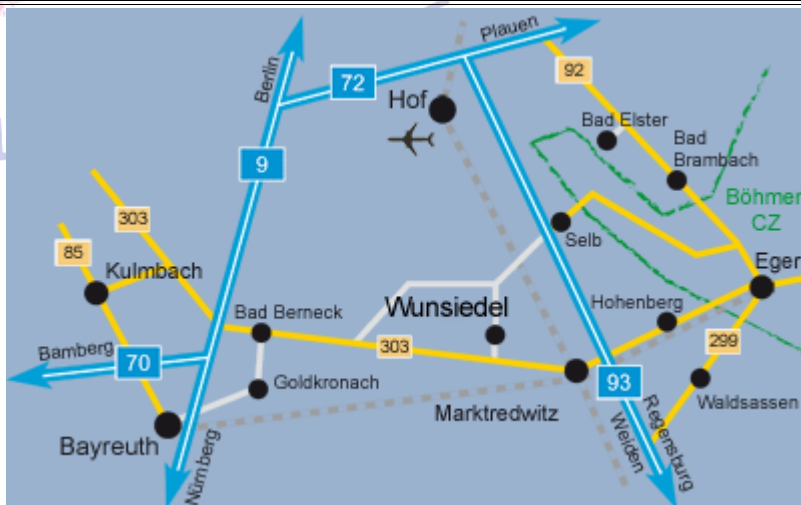 Plauen
Berlin
72
92
Hof
Bad Elster
Bad
Brambach
9
303
Böhmen
CZ
85
Selb
Kulmbach
Eger
Bad Berneck
Wunsiedel
Hohenberg
Bamberg
70
303
299
Goldkronach
93
Waldsassen
Marktredwitz
Bayreuth
Regensburg
Weiden
Nürnberg